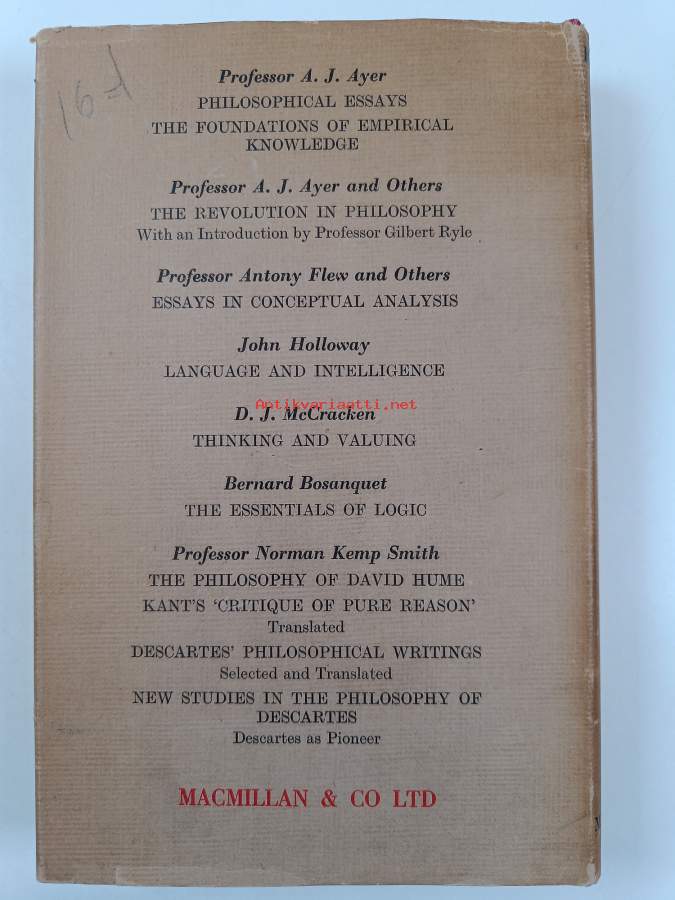 Professor A. J. Ayer
PHILOSOPHICAL ESSAYS
THE FOUNDATIONS OF EMPIRICAL
KNOWLEDGE
Professor A. J. Ayer and Others
THE REVOLUTION IN PHILOSOPHY
With an Introduction by Professor Gilbert Ryle
Professor Antony Flew and Others
ESSAYS IN CONCEPTUAL ANALYSIS
John Holloway
LANGUAGE AND INTELLIGENCE
Antikvariaatti.net
D. J. McCracken
THINKING AND VALUING
Bernard Bosanquet
THE ESSENTIALS OF LOGIC
Professor Norman Kemp Smith
THE PHILOSOPHY OF DAVID HUME
KANT'S 'CRITIQUE OF PURE REASON'
Translated
DESCARTES' PHILOSOPHICAL WRITINGS
Selected and Translated
NEW STUDIES IN THE PHILOSOPHY OF
DESCARTES
Descartes as Pioneer
MACMILLAN & CO LTD